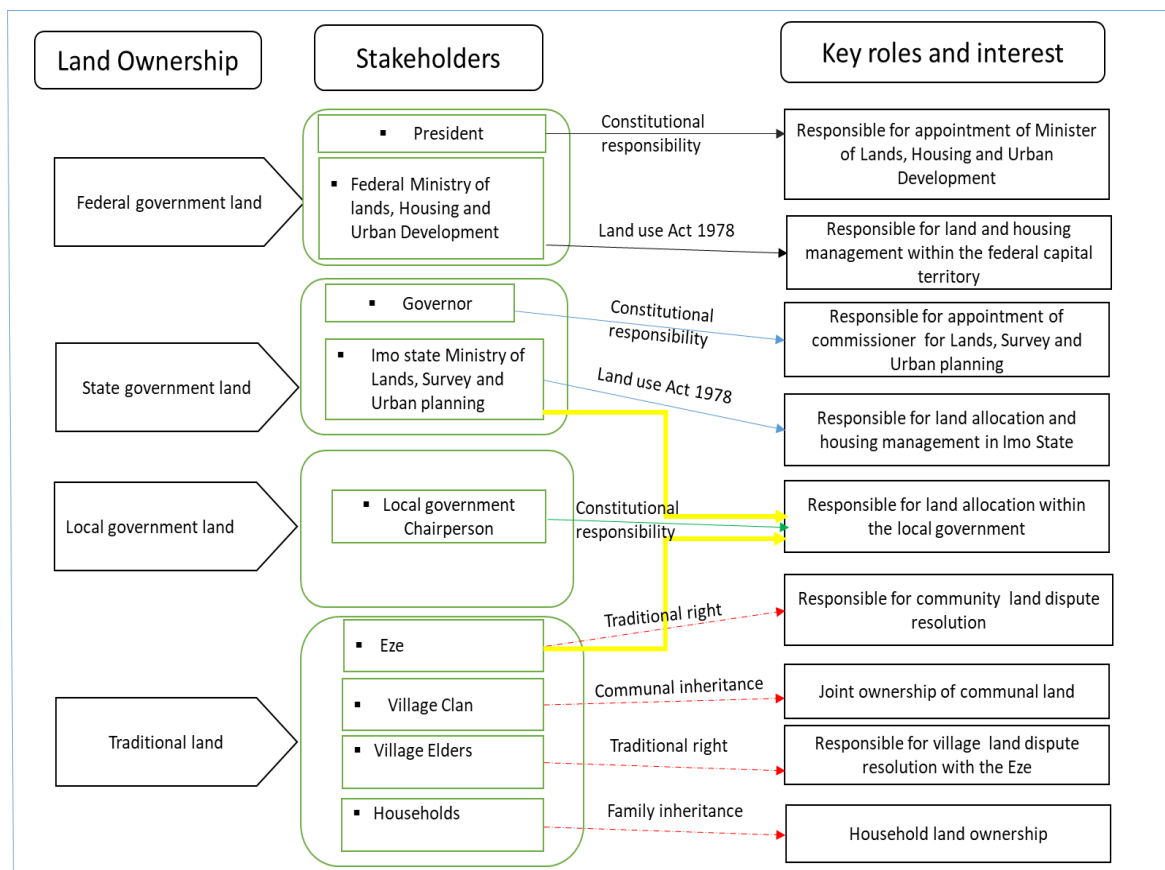 Land Ownership
Stakeholders
Key roles and interest
Federal government land
▪ President
Constitutional
responsibility
Responsible for appointment of Minister
of Lands, Housing and Urban
Development
▪ Federal Ministry of
lands, Housing and
Urban Development
Land use Act 1978
Responsible for land and housing
management within the federal capital
territory
State government land
▪ Governor
Constitutional
responsibility
Responsible for appointment of
commissioner for Lands, Survey and
Urban planning
▪ Imo state Ministry of
Lands, Survey and
Urban planning
Land use Act 1978
Responsible for land allocation and
housing management in Imo State
Local government land
▪ Local government
Chairperson
Constitutional
responsibility
Responsible for land allocation within
the local government
Traditional land
▪ Eze
Traditional right
Responsible for community land dispute
resolution
▪ Village Clan
Communal inheritance
Joint ownership of communal land
▪ Village Elders
Traditional right
Responsible for village land dispute
resolution with the Eze
▪ Households
Family inheritance
Household land ownership